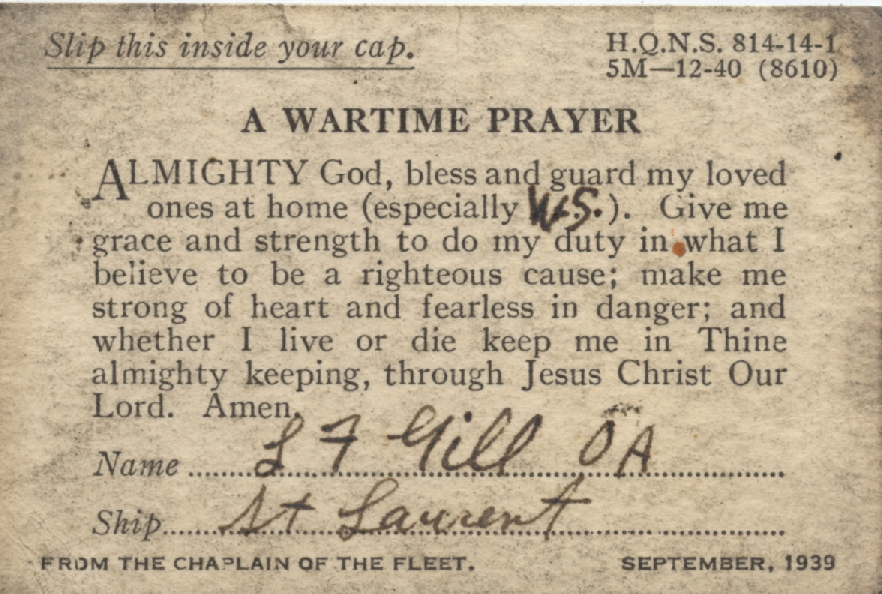 Slip this inside your cap.
H.Q.N.S. 814-14-1
5M—12-40 (8610)
A WARTIME PRAYER
ALMIGHTY God, bless and guard my loved
ones at home (especially W.S.). Give me
grace and strength to do my duty in what I
believe to be a righteous cause; make me
strong of heart and fearless in danger; and
whether I live or die keep me in Thine
almighty keeping, through Jesus Christ Our
Lord. Amen.
Name L F Gill OA
Ship St Laurent
FROM THE CHAPLAIN OF THE FLEET. SEPTEMBER, 1939